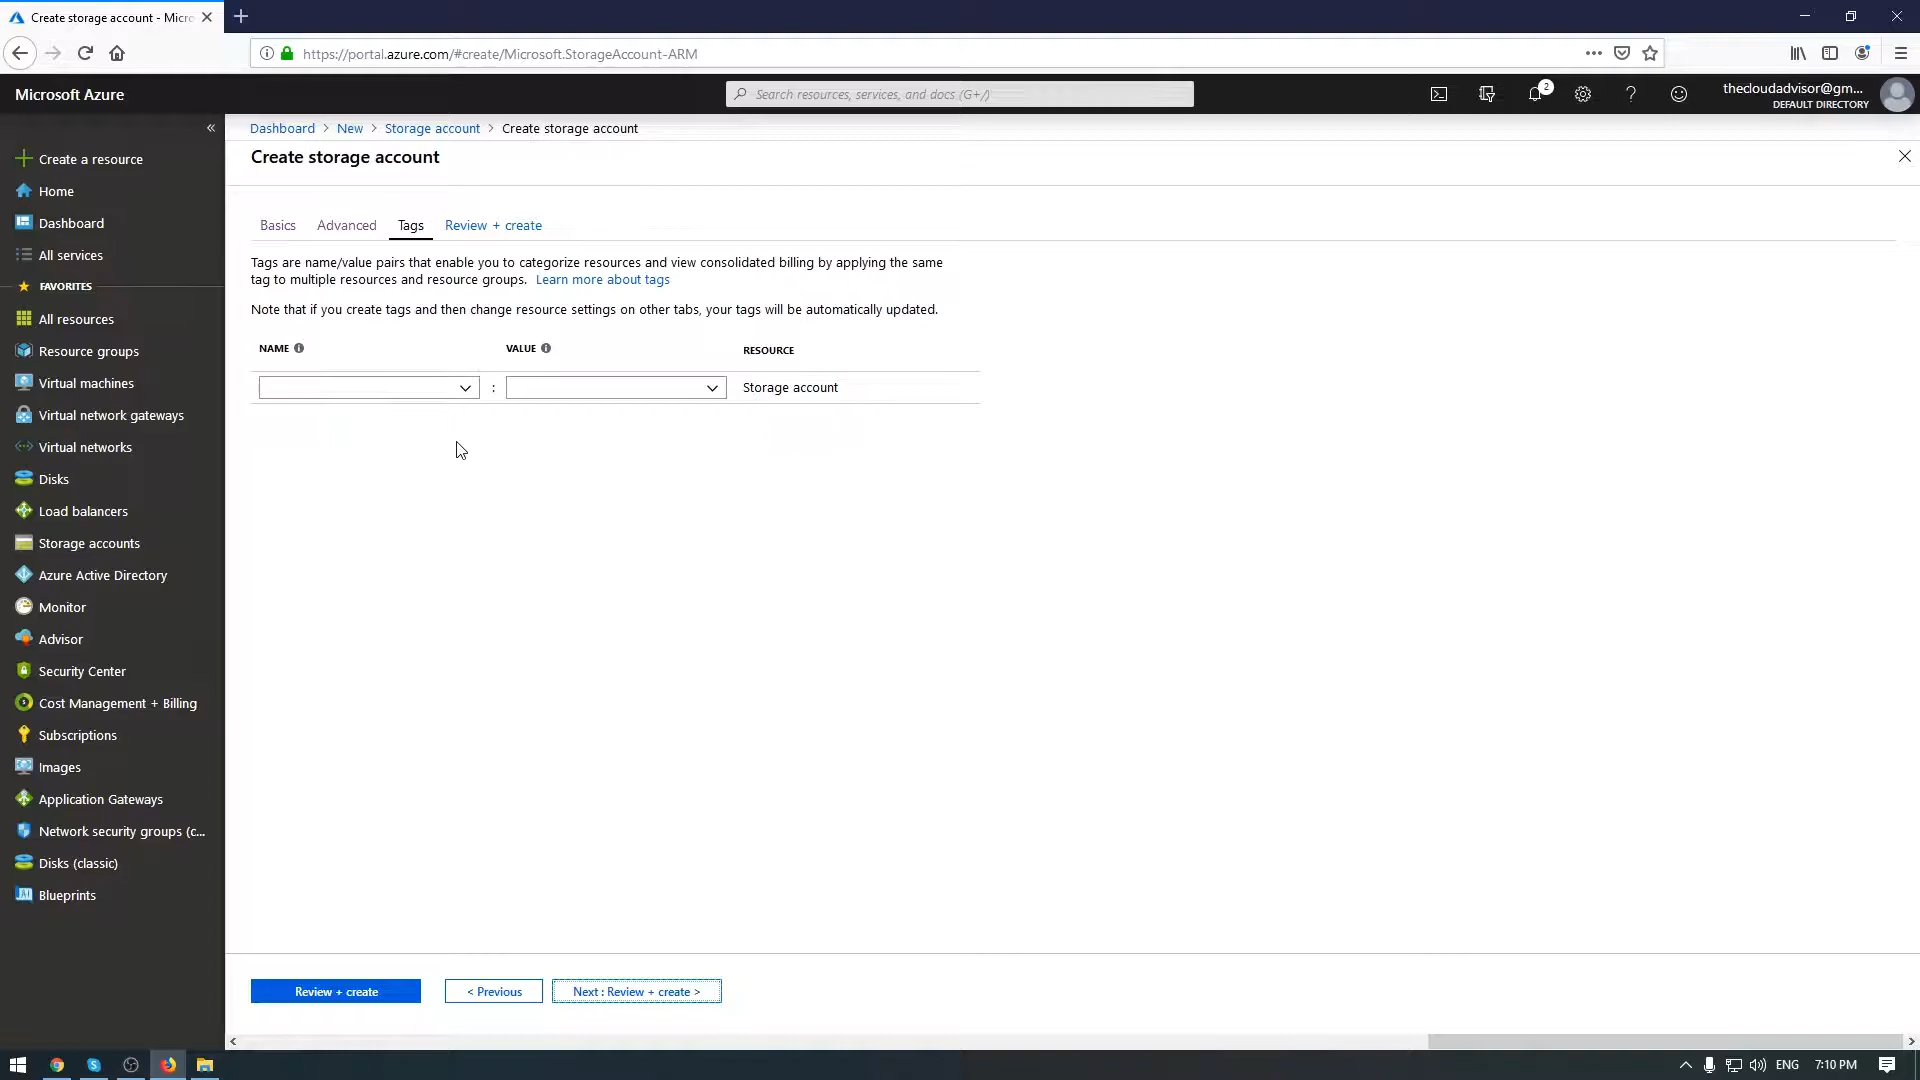 Create storage account - Micro
https://portal.azure.com/#create/Microsoft.StorageAccount-ARM
Microsoft Azure
Search resources, services, and docs (G+/)
2
thecloudadvisor@gm...
DEFAULT DIRECTORY
Create a resource
Home
Dashboard
All services
FAVORITES
All resources
Resource groups
Virtual machines
Virtual network gateways
Virtual networks
Disks
Load balancers
Storage accounts
Azure Active Directory
Monitor
Advisor
Security Center
Cost Management + Billing
Subscriptions
Images
Application Gateways
Network security groups (c...
Disks (classic)
Blueprints
Dashboard > New > Storage account > Create storage account
Create storage account
Basics Advanced Tags Review + create
Tags are name/value pairs that enable you to categorize resources and view consolidated billing by applying the same
tag to multiple resources and resource groups. Learn more about tags
Note that if you create tags and then change resource settings on other tabs, your tags will be automatically updated.
NAME VALUE RESOURCE
: Storage account
Review + create < Previous Next : Review + create >
ENG 7:10 PM